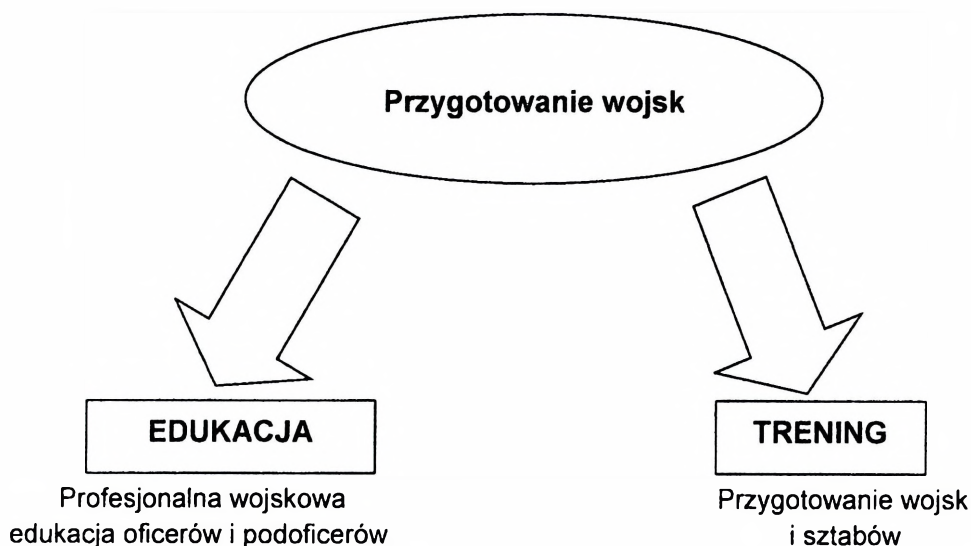 Przygotowanie wojsk
EDUKACJA
Profesjonalna wojskowa
edukacja oficerów i podoficerów
TRENING
Przygotowanie wojsk
i sztabów